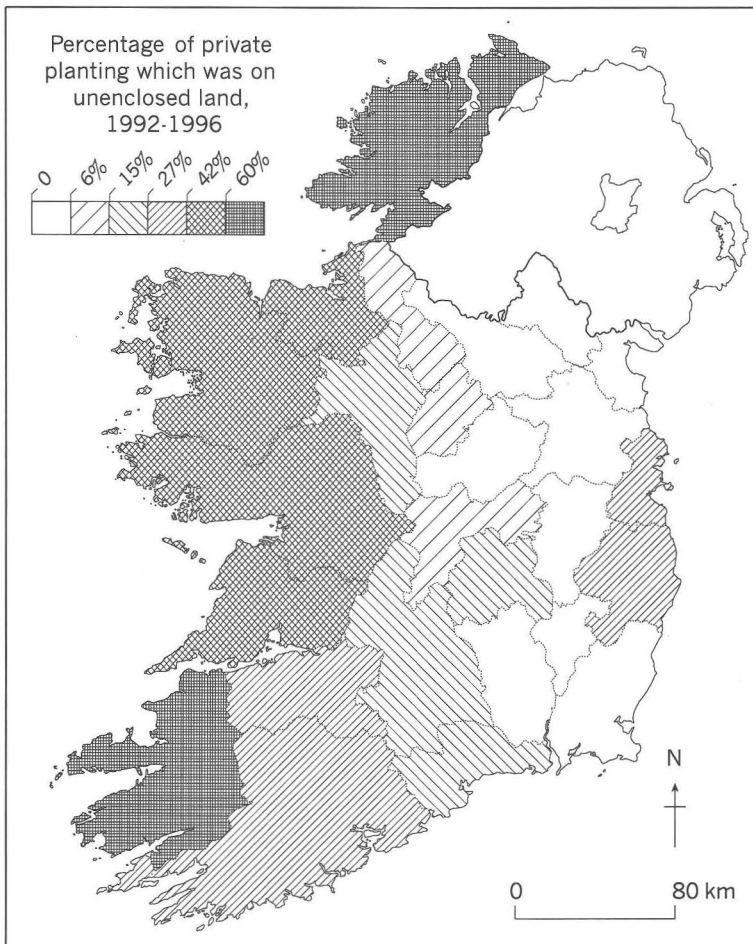 Percentage of private
planting which was on
unenclosed land,
1992-1996
0 6% 15% 27% 42% 60%
N
0 80 km